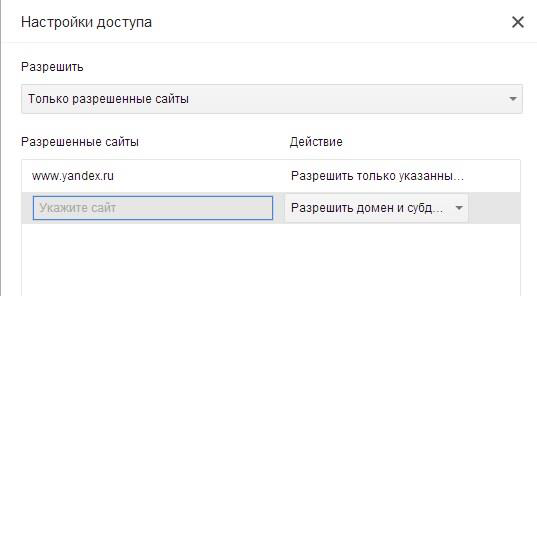 Настройки доступа
Разрешить
Только разрешенные сайты
Разрешенные сайты Действие
www.yandex.ru Разрешить только указанны...
Укажите сайт Разрешить домен и субд...